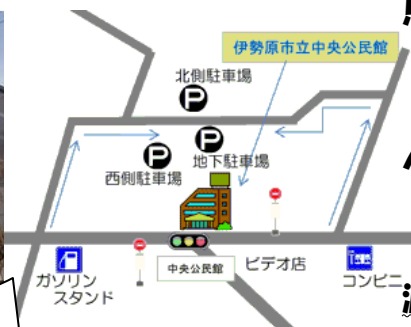 伊勢原市立中央公民館
北側駐車場
P
P
地下駐車場
P
西側駐車場
中央公民館
ビデオ店
ガソリン
スタンド
コンビニ